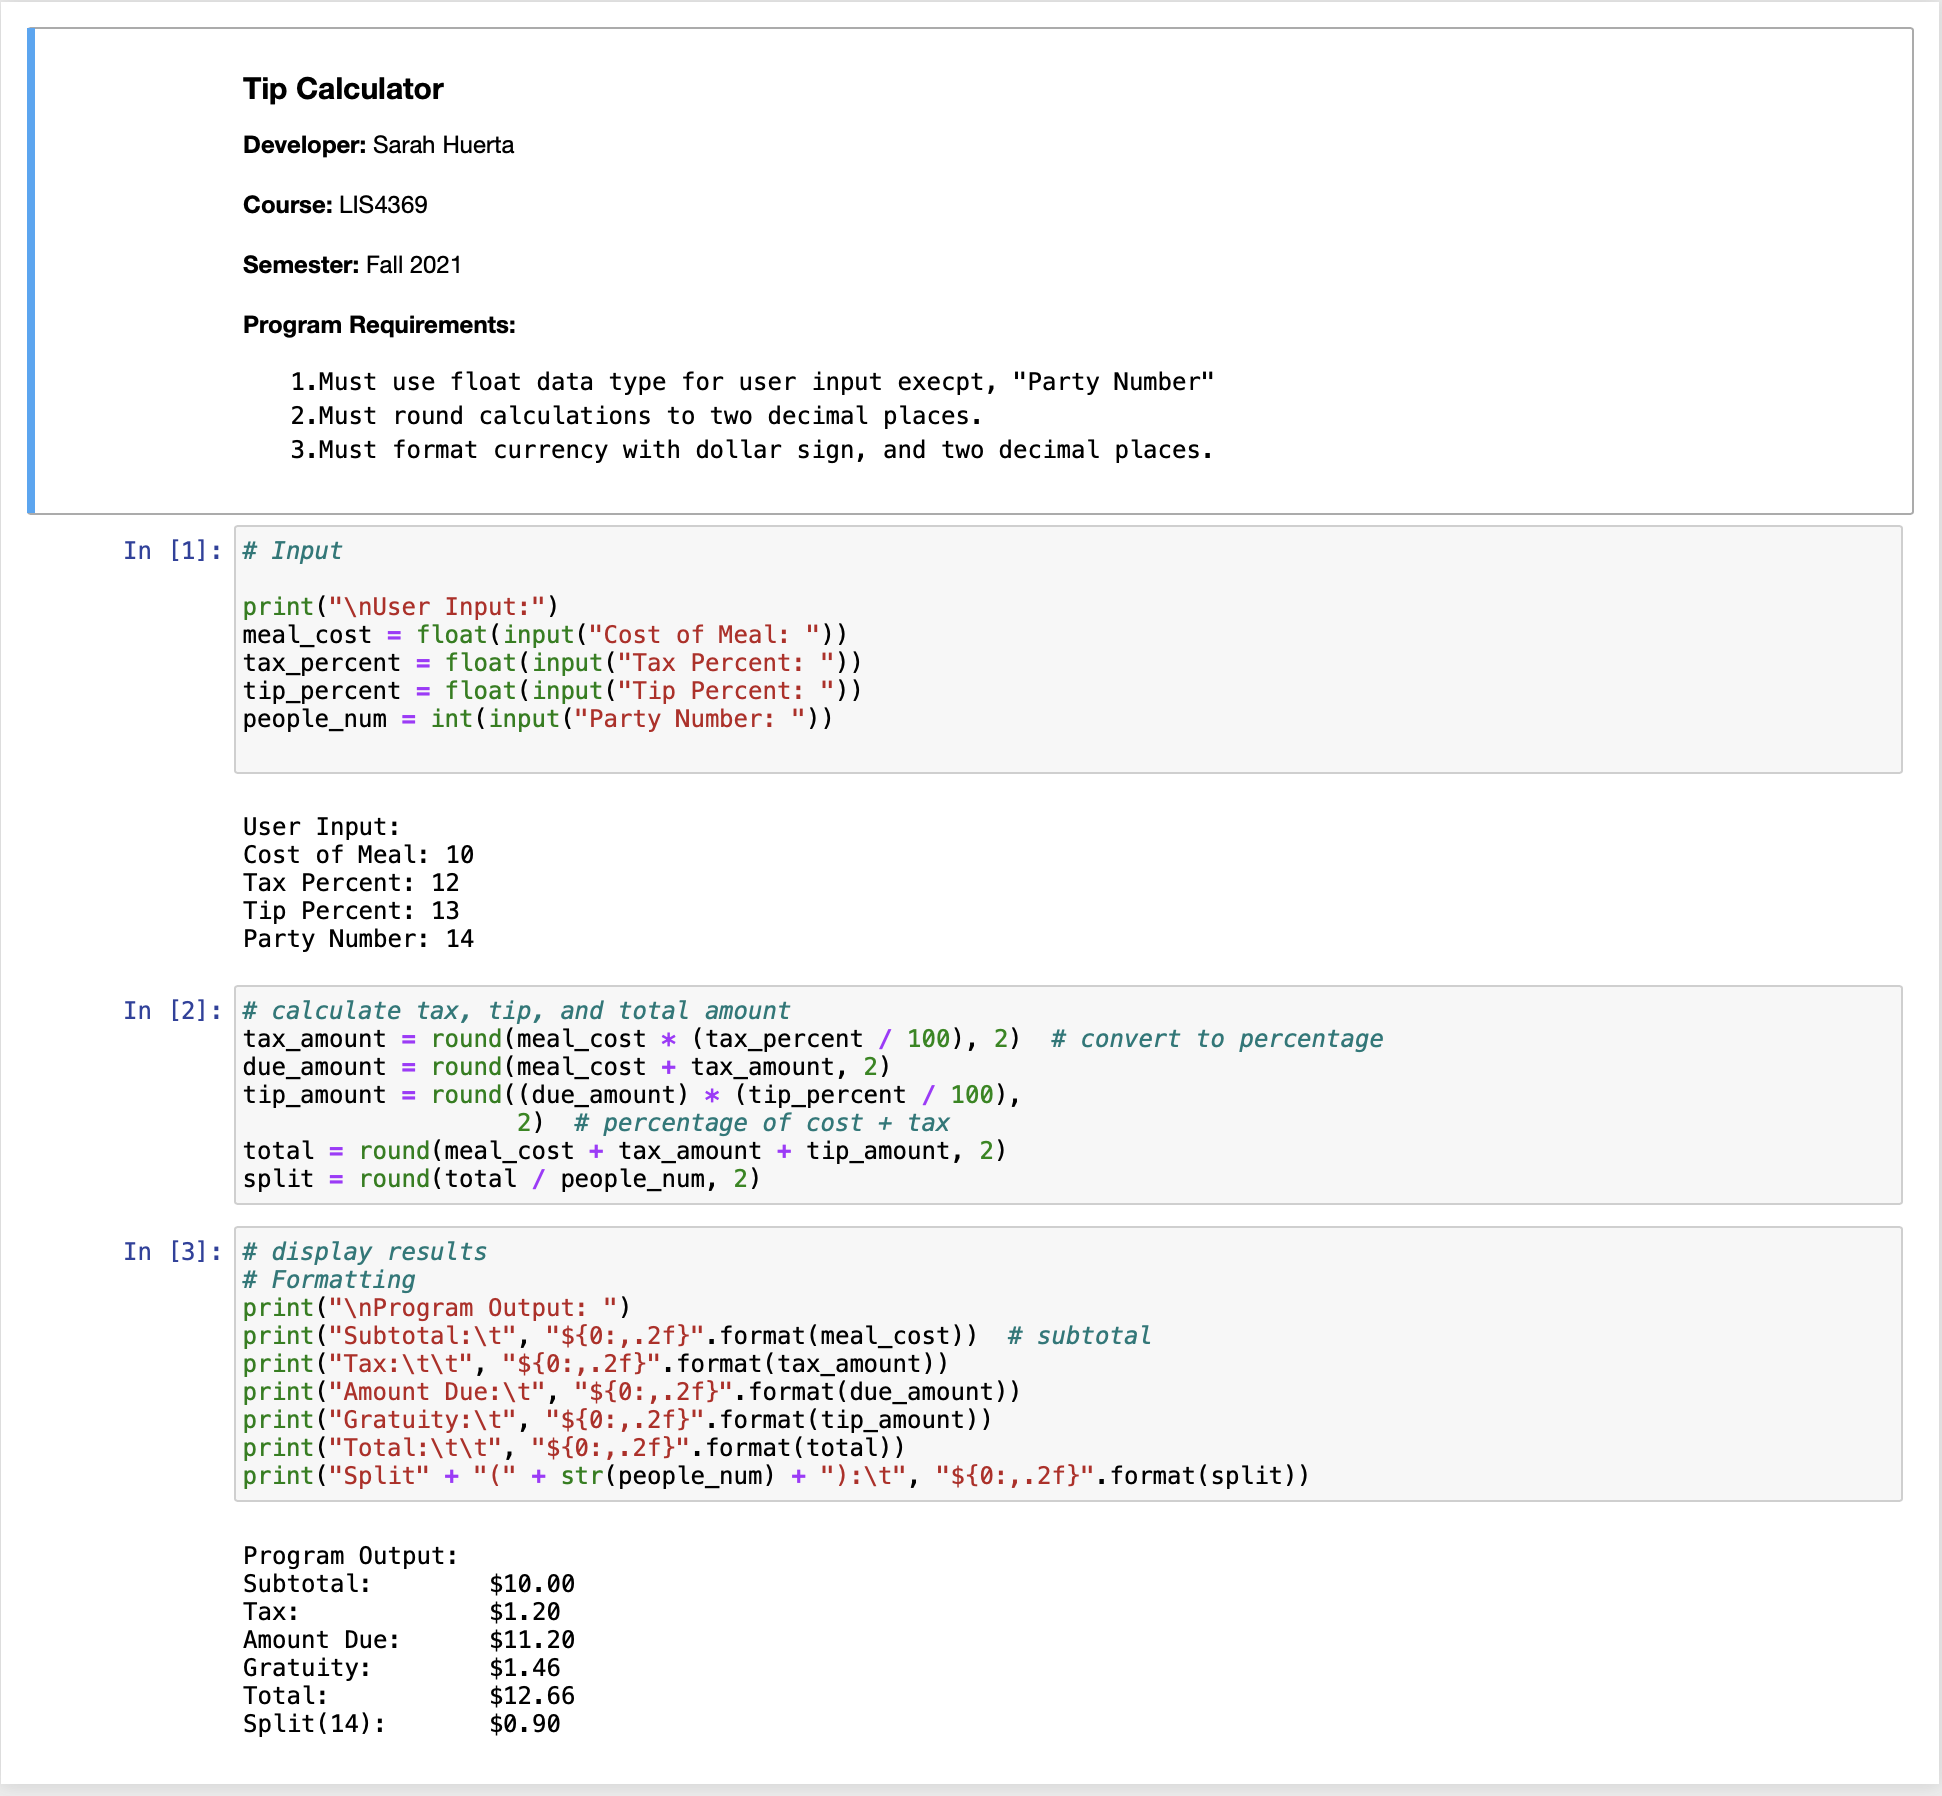 Tip Calculator
Developer: Sarah Huerta
Course: LIS4369
Semester: Fall 2021
Program Requirements:
1.Must use float data type for user input execpt, "Party Number"
2.Must round calculations to two decimal places.
3.Must format currency with dollar sign, and two decimal places.
In [1]: # Input
print("\nUser Input:")
meal_cost = float(input("Cost of Meal: "))
tax_percent = float(input("Tax Percent: "))
tip_percent = float(input("Tip Percent: "))
people_num = int(input("Party Number: "))
User Input:
Cost of Meal: 10
Tax Percent: 12
Tip Percent: 13
Party Number: 14
In [2]: # calculate tax, tip, and total amount
tax_amount = round(meal_cost * (tax_percent / 100), 2)  # convert to percentage
due_amount = round(meal_cost + tax_amount, 2)
tip_amount = round((due_amount) * (tip_percent / 100),
                   2)  # percentage of cost + tax
total = round(meal_cost + tax_amount + tip_amount, 2)
split = round(total / people_num, 2)
In [3]: # display results
# Formatting
print("\nProgram Output: ")
print("Subtotal:\t", "${0:,.2f}".format(meal_cost))  # subtotal
print("Tax:\t\t", "${0:,.2f}".format(tax_amount))
print("Amount Due:\t", "${0:,.2f}".format(due_amount))
print("Gratuity:\t", "${0:,.2f}".format(tip_amount))
print("Total:\t\t", "${0:,.2f}".format(total))
print("Split" + "(" + str(people_num) + "):\t", "${0:,.2f}".format(split))
Program Output:
Subtotal: $10.00
Tax: $1.20
Amount Due: $11.20
Gratuity: $1.46
Total: $12.66
Split(14): $0.90